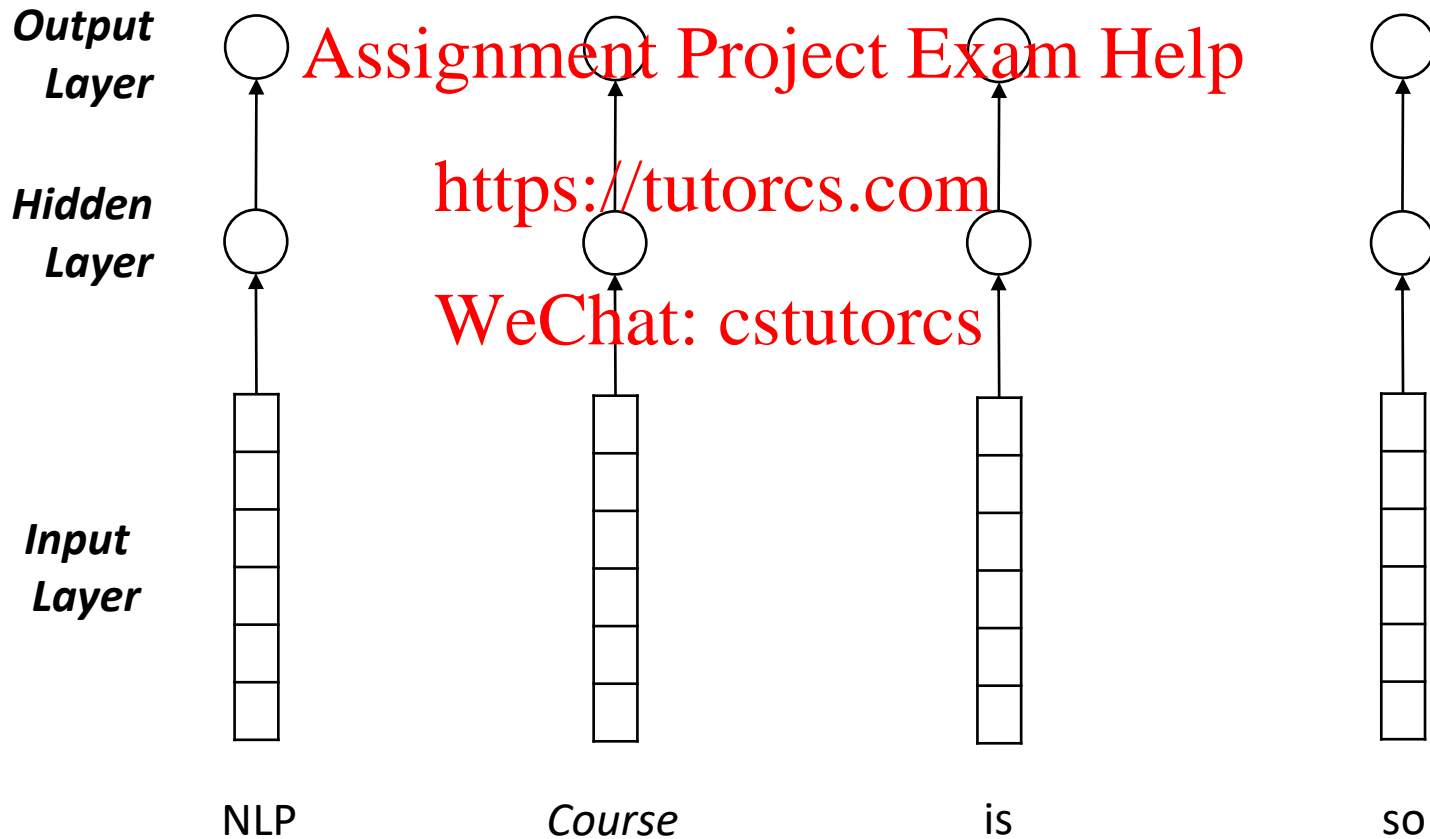 Output
Layer
Assignment Project Exam Help
Hidden
Layer
https://tutorcs.com
WeChat: cstutorcs
Input
Layer
NLP
Course
is
so